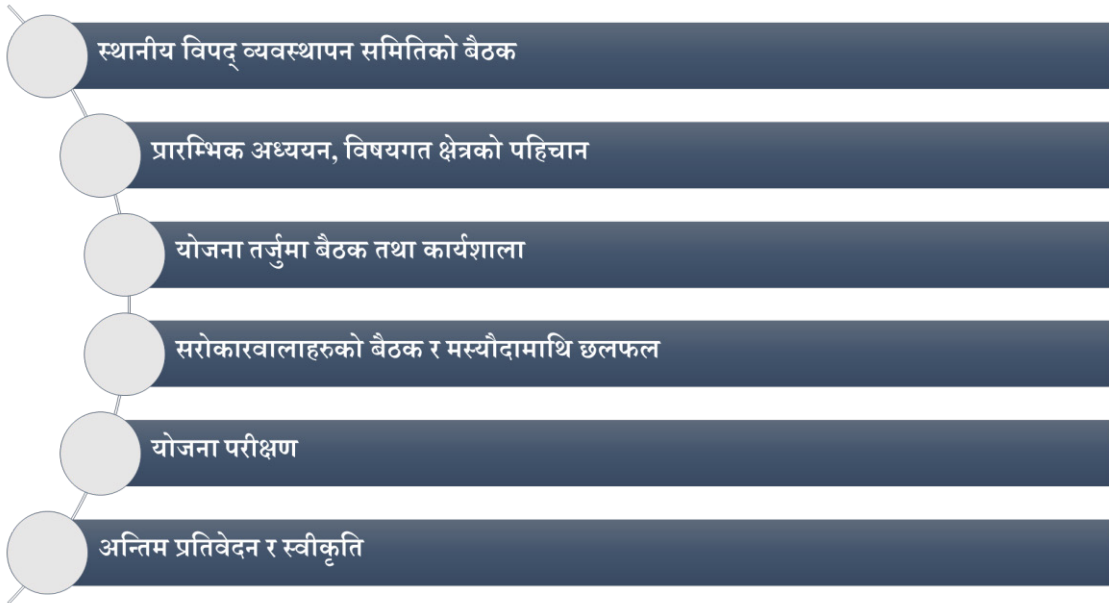 स्थानीय विपद् व्यवस्थापन समितिको बैठक
प्रारम्भिक अध्ययन, विषयगत क्षेत्रको पहिचान
योजना तर्जुमा बैठक तथा कार्यशाला
सरोकारवालाहरुको बैठक र मस्यौदामाथि छलफल
योजना परीक्षण
अन्तिम प्रतिवेदन र स्वीकृति